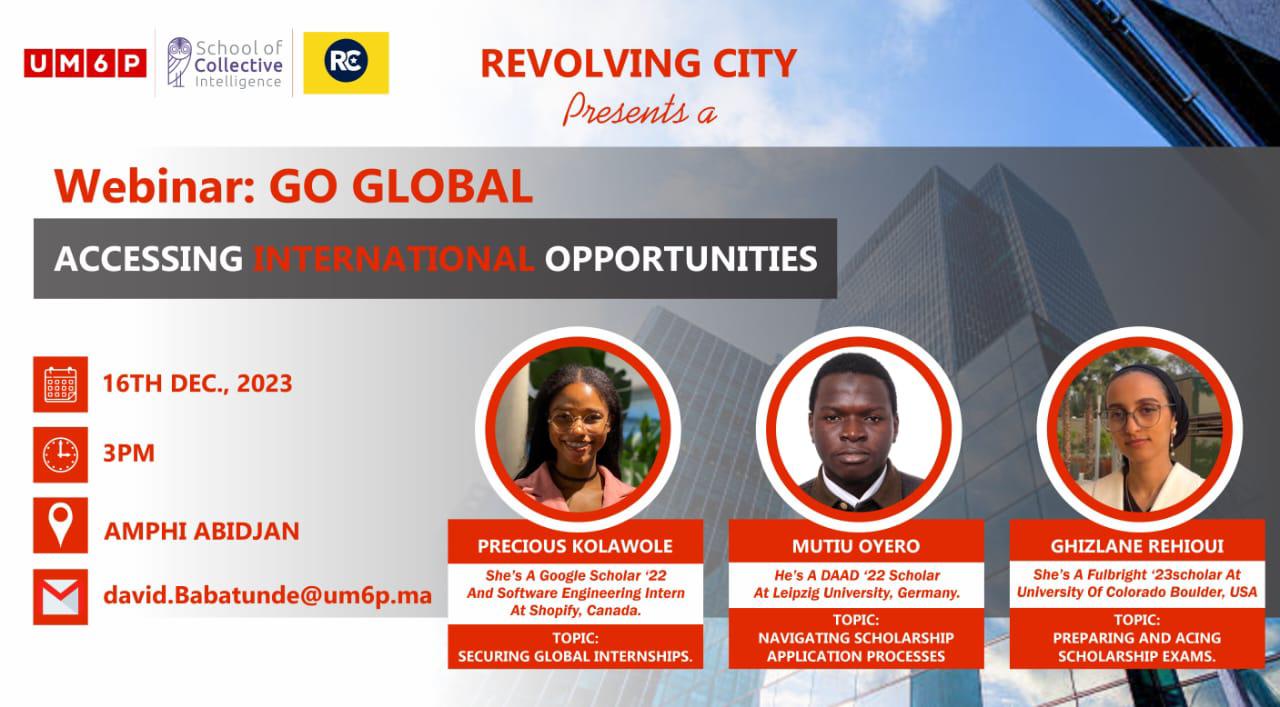 UM6P
School of
Collective
Intelligence
RC
REVOLVING CITY
Presents a
Webinar: GO GLOBAL
ACCESSING INTERNATIONAL OPPORTUNITIES
16TH DEC., 2023
3PM
AMPHI ABIDJAN
david.Babatunde@um6p.ma
PRECIOUS KOLAWOLE
She's A Google Scholar ‘22
And Software Engineering Intern
At Shopify, Canada.
TOPIC:
SECURING GLOBAL INTERNSHIPS.
MUTIU OYERO
He's A DAAD ‘22 Scholar
At Leipzig University, Germany.
TOPIC:
NAVIGATING SCHOLARSHIP
APPLICATION PROCESSES
GHIZLANE REHIOUI
She's A Fulbright ‘23scholar At
University Of Colorado Boulder, USA
TOPIC:
PREPARING AND ACING
SCHOLARSHIP EXAMS.